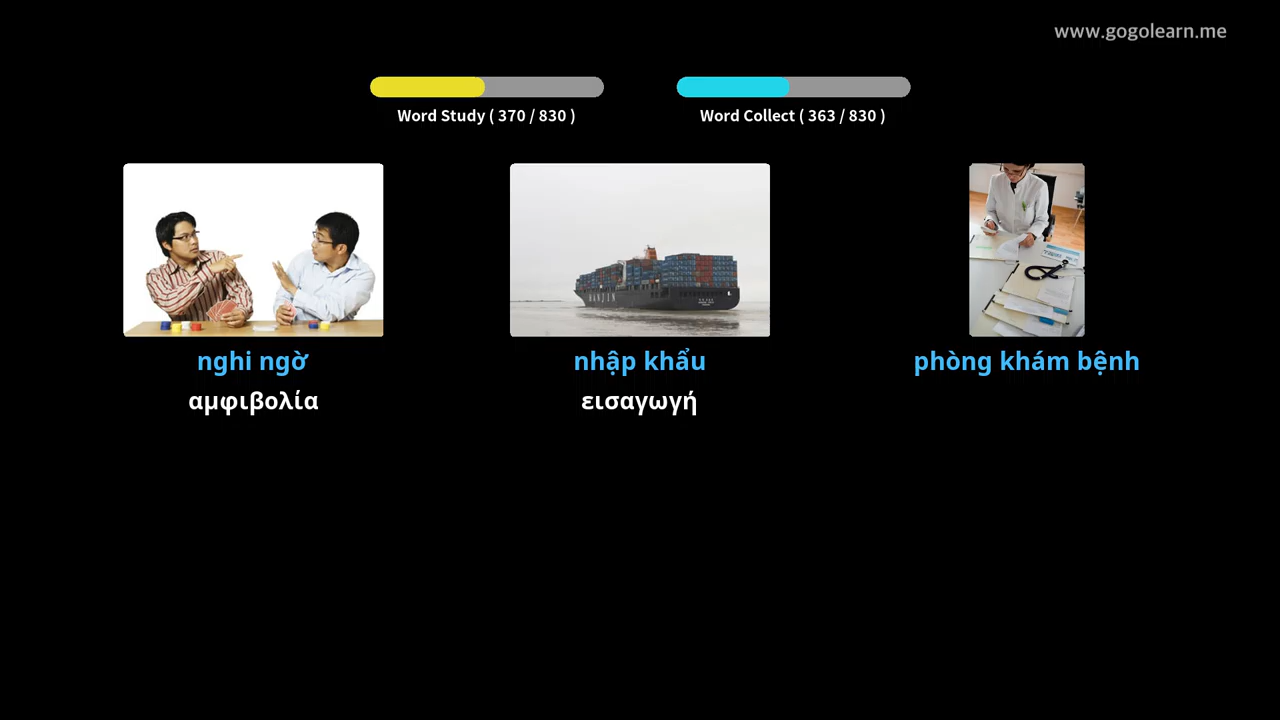 www.gogolearn.me
Word Study ( 370 / 830 )
Word Collect ( 363 / 830 )
HANJIN
nghi ngờ
nhập khẩu
phòng khám bệnh
αμφιβολία
εισαγωγή